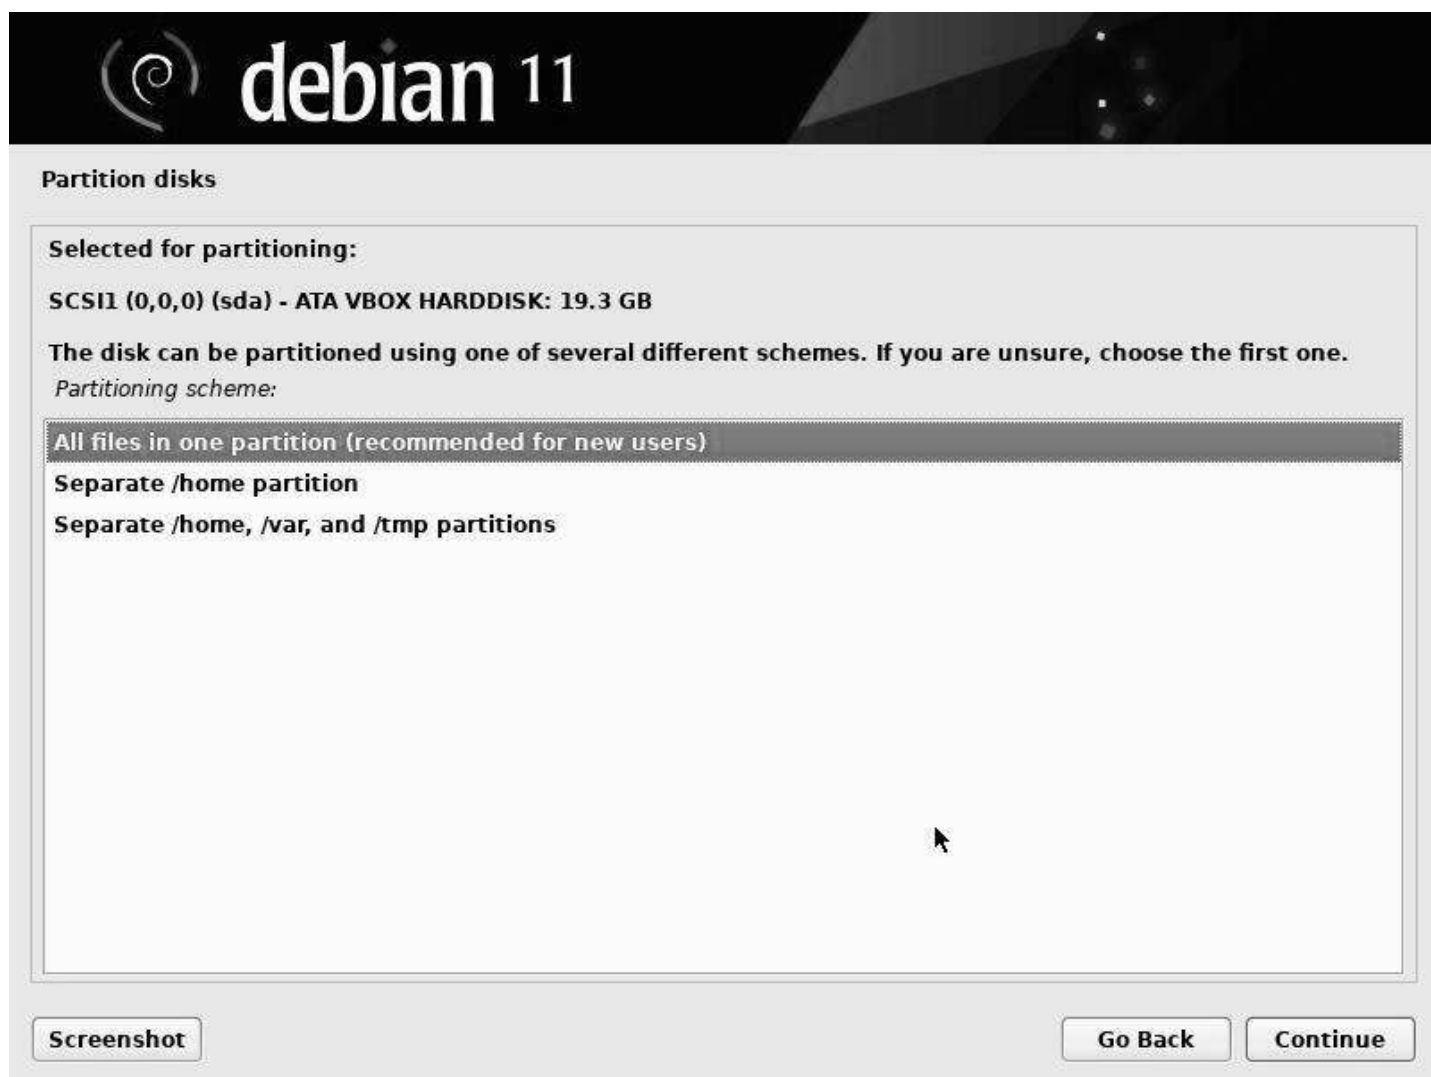 debian 11
Partition disks
Selected for partitioning:
SCSI1 (0,0,0) (sda) - ATA VBOX HARDDISK: 19.3 GB
The disk can be partitioned using one of several different schemes. If you are unsure, choose the first one.
Partitioning scheme:
All files in one partition (recommended for new users)
Separate /home partition
Separate /home, /var, and /tmp partitions
Screenshot
Go Back
Continue